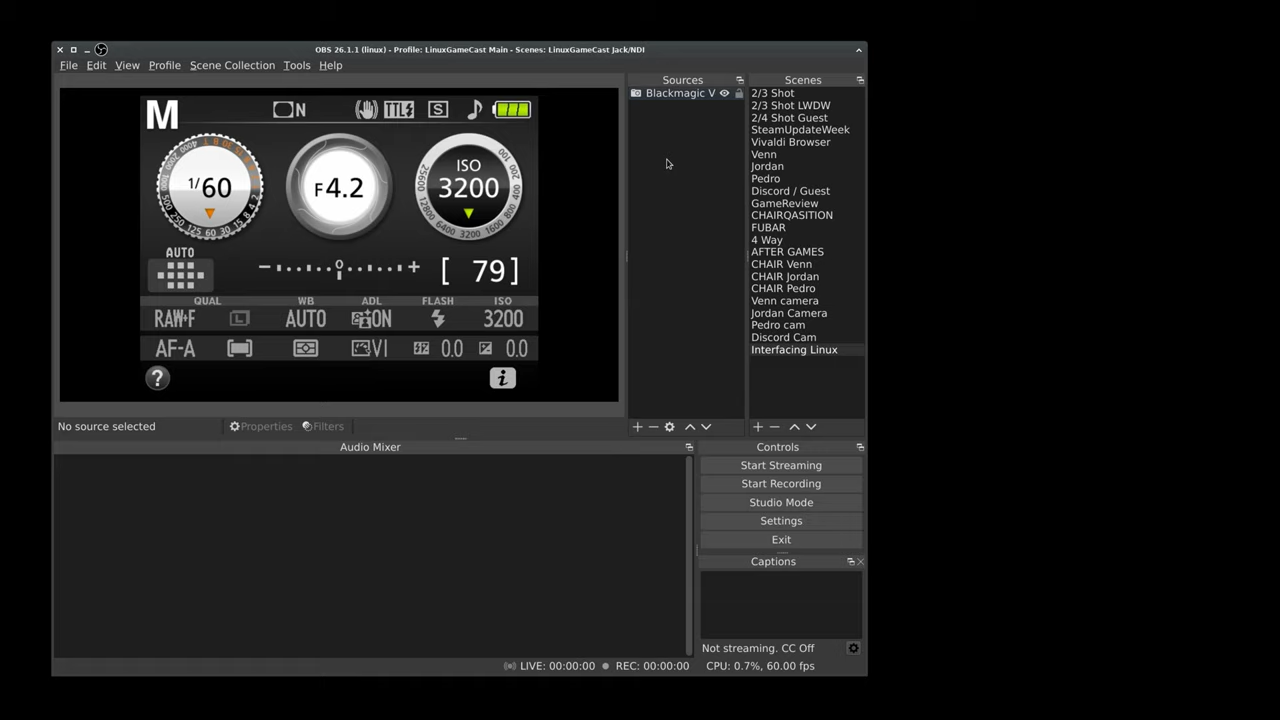 OBS 26.1.1 (linux) - Profile: LinuxGameCast Main - Scenes: LinuxGameCast Jack/NDI
File Edit View Profile Scene Collection Tools Help
M
N
TTL
S
1/60
F4.2
ISO
3200
AUTO
[ 79]
QUAL WB ADL FLASH ISO
RAW+F L AUTO ON 3200
AF-A VI 0.0 0.0
? i
Sources
Blackmagic V
Scenes
2/3 Shot
2/3 Shot LWDW
2/4 Shot Guest
SteamUpdateWeek
Vivaldi Browser
Venn
Jordan
Pedro
Discord / Guest
GameReview
CHAIRQASITION
FUBAR
4 Way
AFTER GAMES
CHAIR Venn
CHAIR Jordan
CHAIR Pedro
Venn camera
Jordan Camera
Pedro cam
Discord Cam
Interfacing Linux
No source selected Properties Filters
Audio Mixer
Controls
Start Streaming
Start Recording
Studio Mode
Settings
Exit
Captions
Not streaming. CC Off
LIVE: 00:00:00 REC: 00:00:00 CPU: 0.7%, 60.00 fps